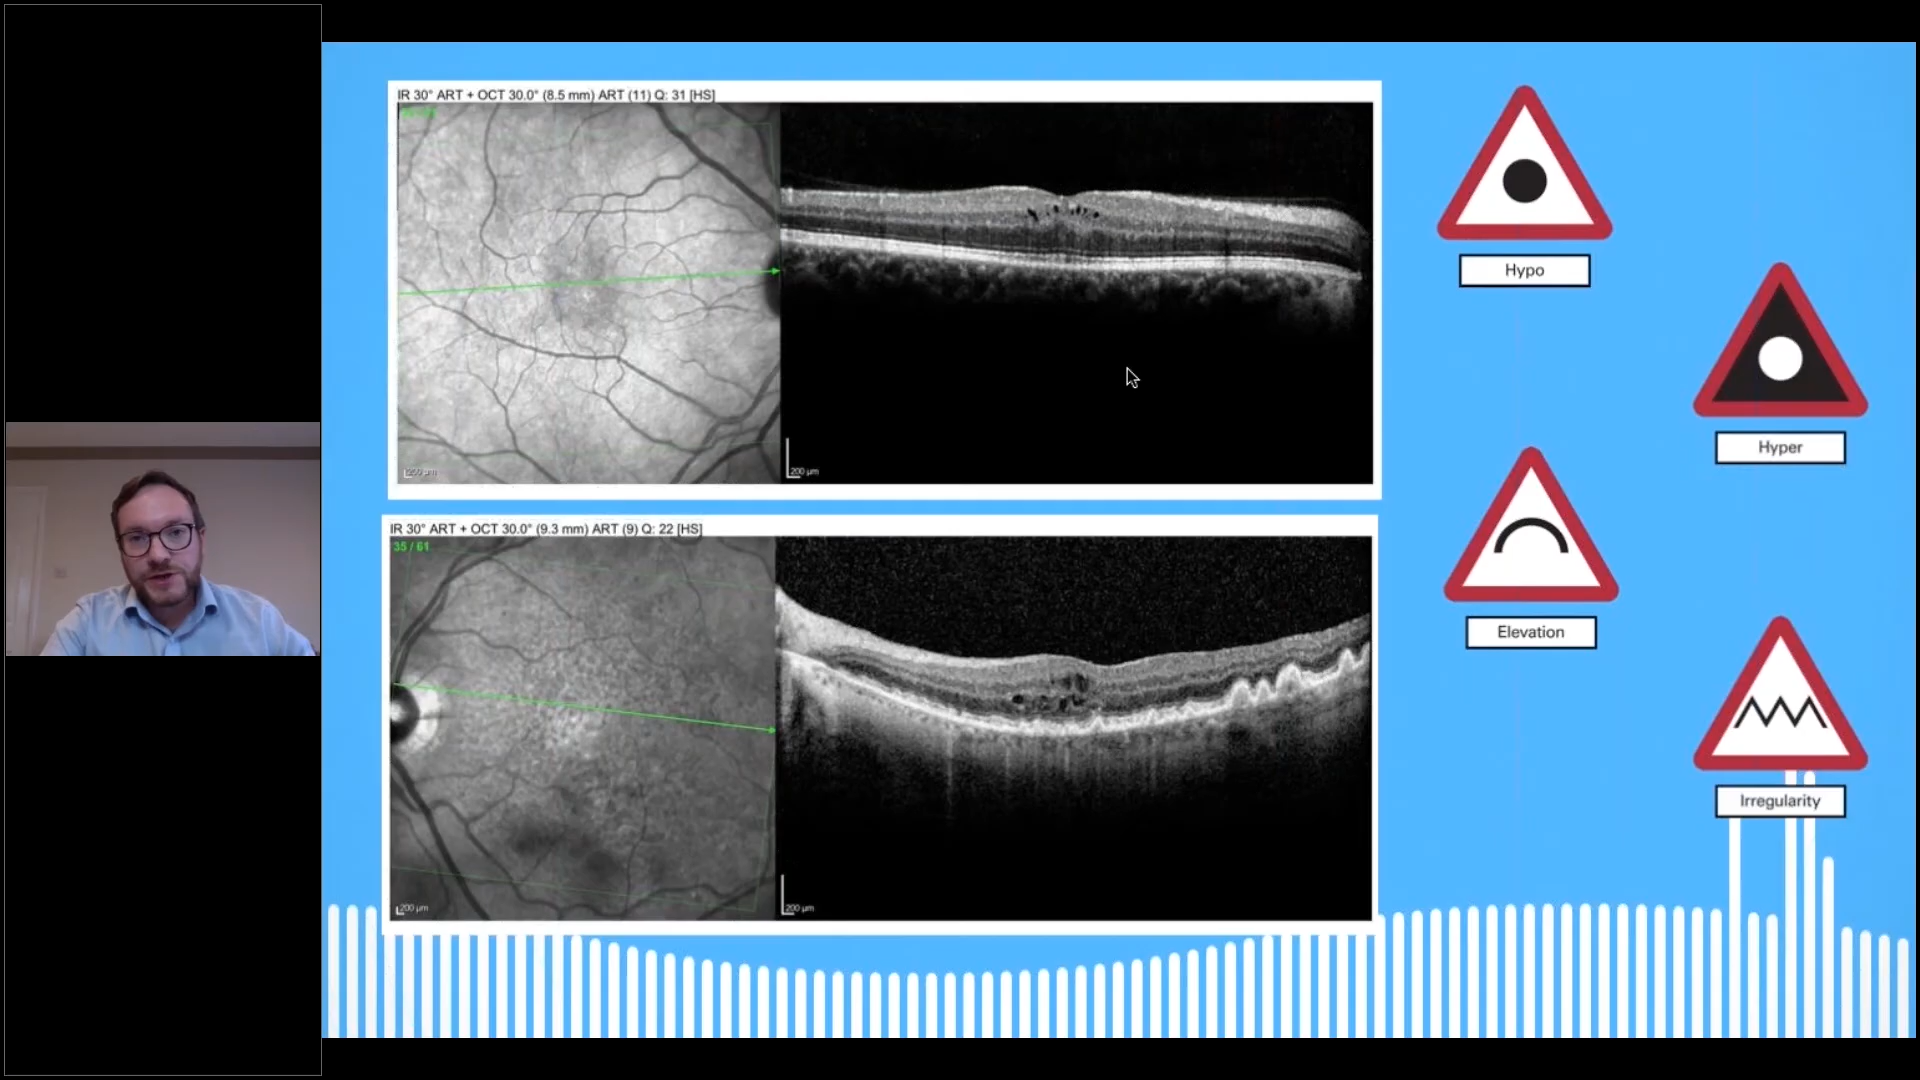 IR 30° ART + OCT 30.0° (8.5 mm) ART (11) Q: 31 [HS]
200 µm
200 µm
Hypo
Hyper
IR 30° ART + OCT 30.0° (9.3 mm) ART (9) Q: 22 [HS]
35 / 61
200 µm
200 µm
Elevation
Irregularity